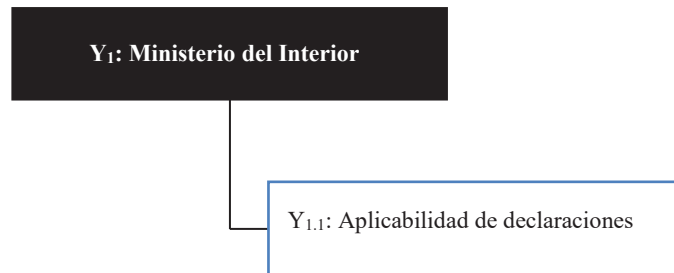 Y₁: Ministerio del Interior
Y₁.₁: Aplicabilidad de declaraciones